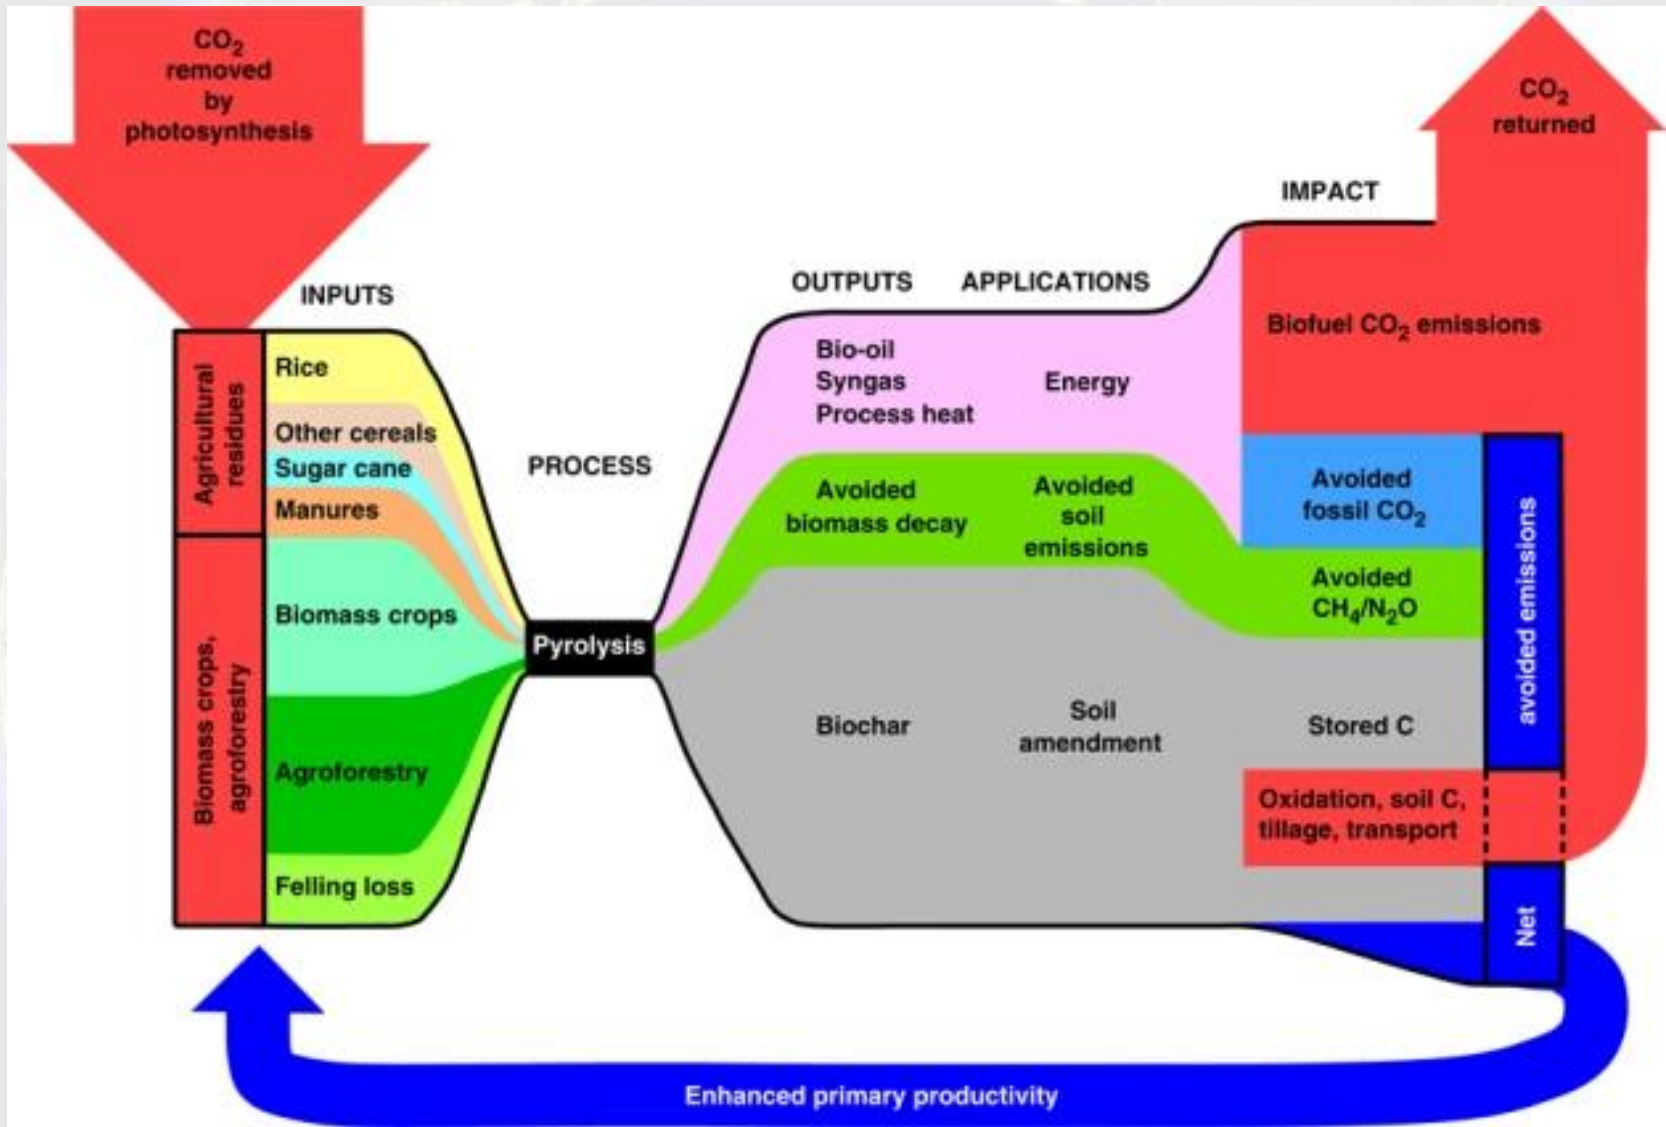 CO₂
removed
by
photosynthesis
CO₂
returned
IMPACT
INPUTS
OUTPUTS
APPLICATIONS
PROCESS
Agricultural
residues
Rice
Other cereals
Sugar cane
Manures
Biomass crops,
agroforestry
Biomass crops
Agroforestry
Felling loss
Pyrolysis
Bio-oil
Syngas
Process heat
Energy
Avoided
biomass decay
Avoided
soil
emissions
Biochar
Soil
amendment
Biofuel CO₂ emissions
Avoided
fossil CO₂
Avoided
CH₄/N₂O
Stored C
Oxidation, soil C,
tillage, transport
Net
avoided emissions
Enhanced primary productivity